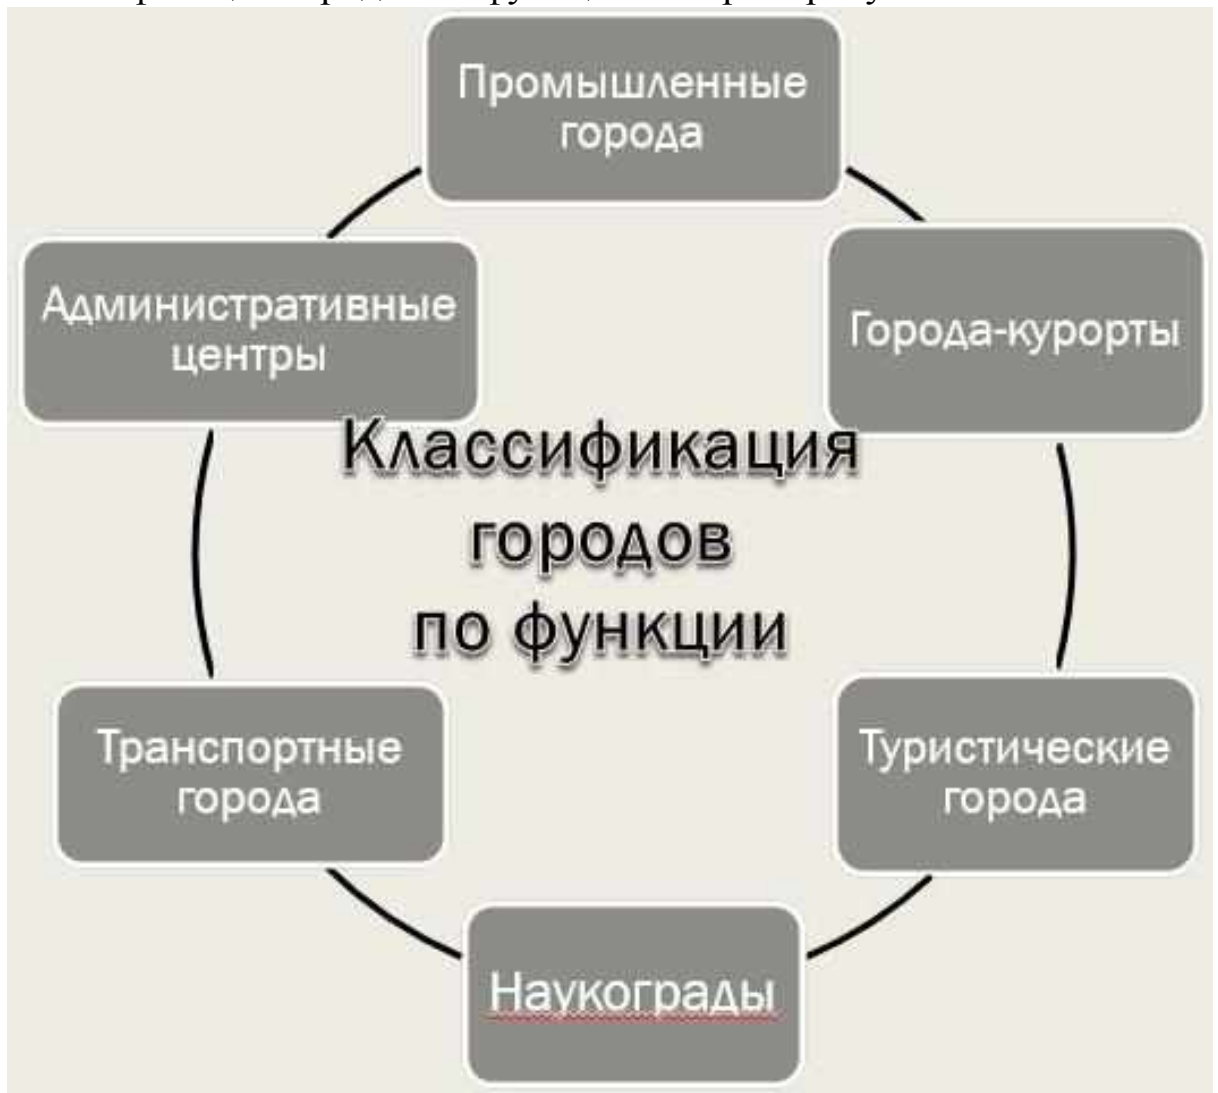 Промышленные
города
Административные
центры
Города-курорты
Классификация
городов
по функции
Транспортные
города
Туристические
города
Наукограды